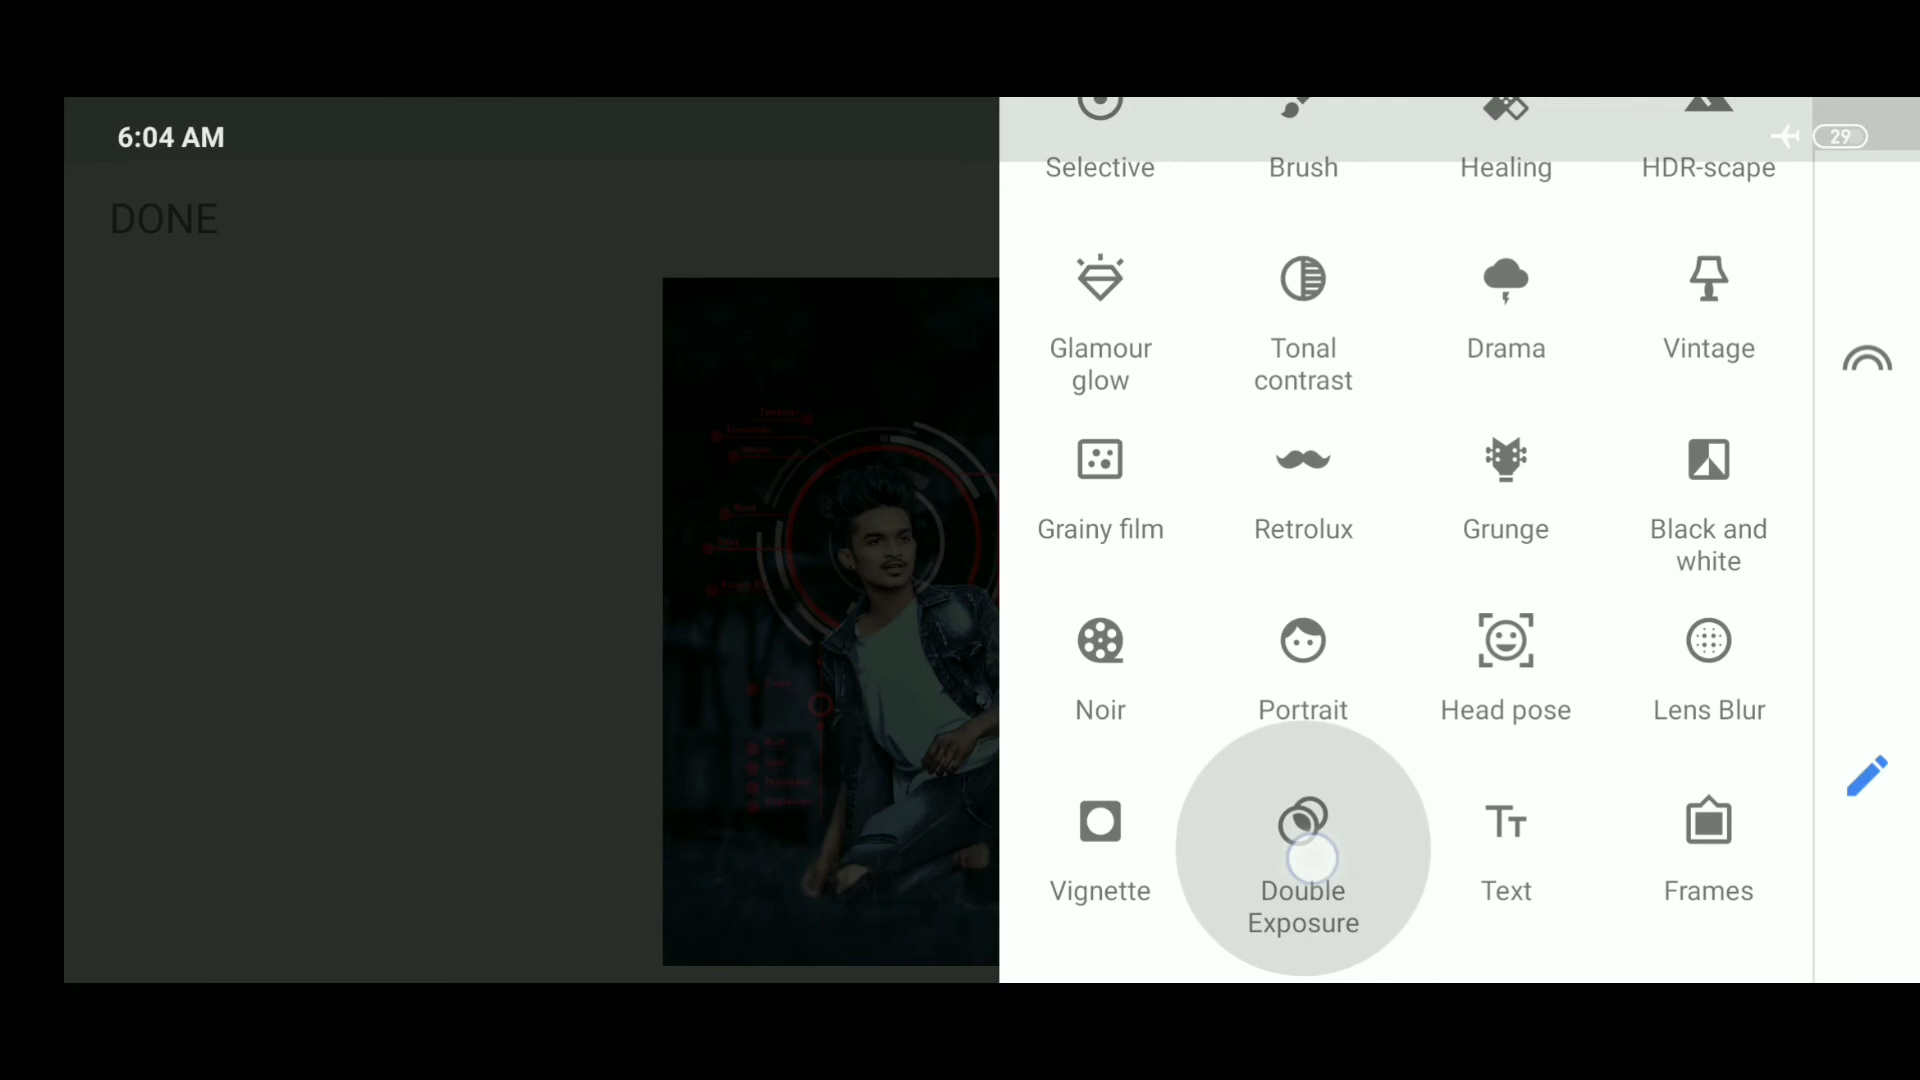 6:04 AM
29
DONE
Selective
Brush
Healing
HDR-scape
Glamour
glow
Tonal
contrast
Drama
Vintage
Grainy film
Retrolux
Grunge
Black and
white
Noir
Portrait
Head pose
Lens Blur
Vignette
Double
Exposure
Text
Frames